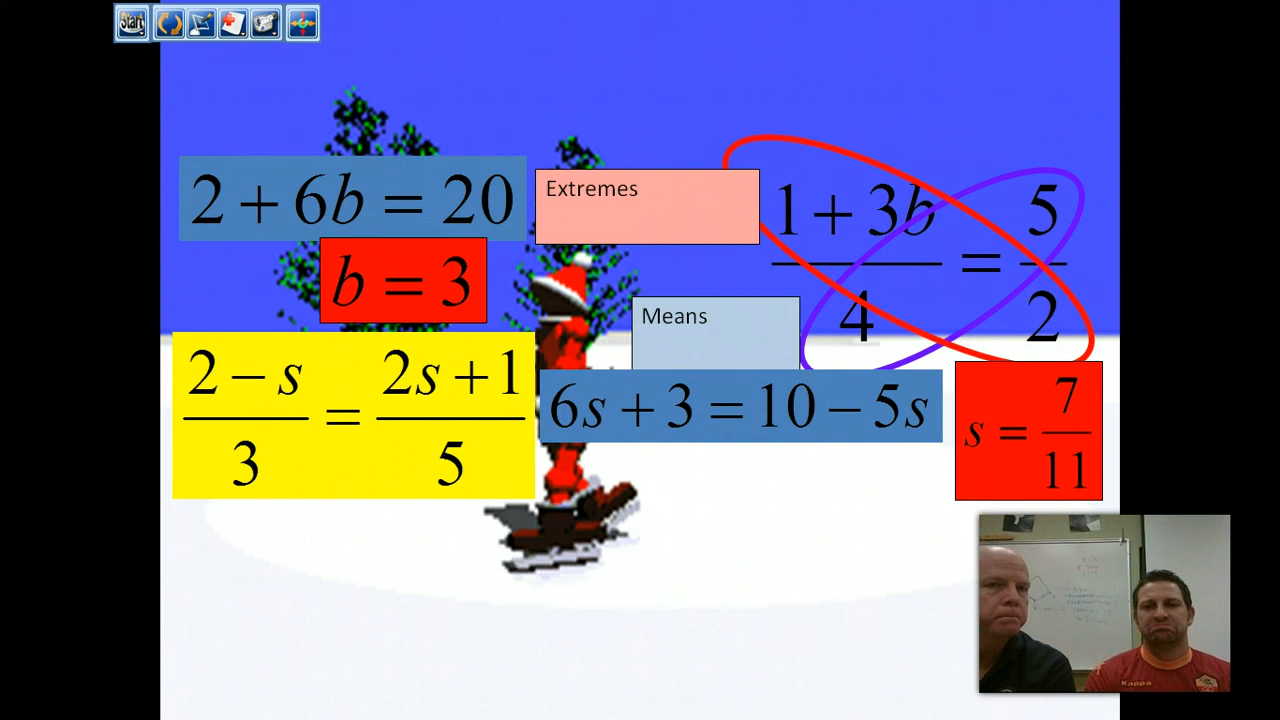 Start
2 + 6b = 20
Extremes
b = 3
1 + 3b / 4 = 5 / 2
Means
2 − s / 3 = 2s + 1 / 5
6s + 3 = 10 − 5s
s = 7 / 11
Kappa